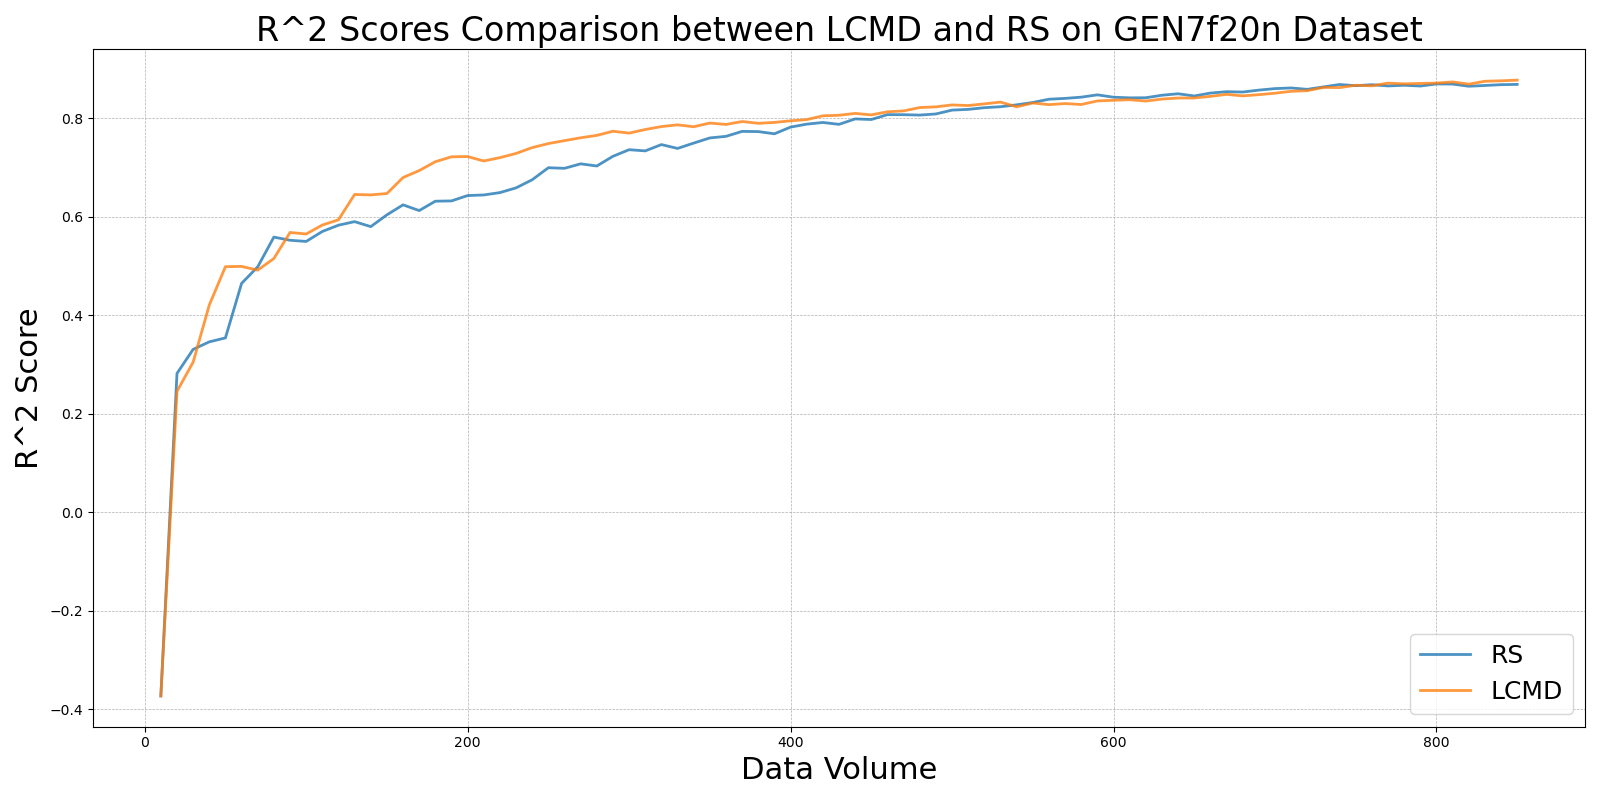 R^2 Scores Comparison between LCMD and RS on GEN7f20n Dataset
R^2 Score
0.8
0.6
0.4
0.2
0.0
−0.2
−0.4
RS
LCMD
0 200 400 600 800
Data Volume